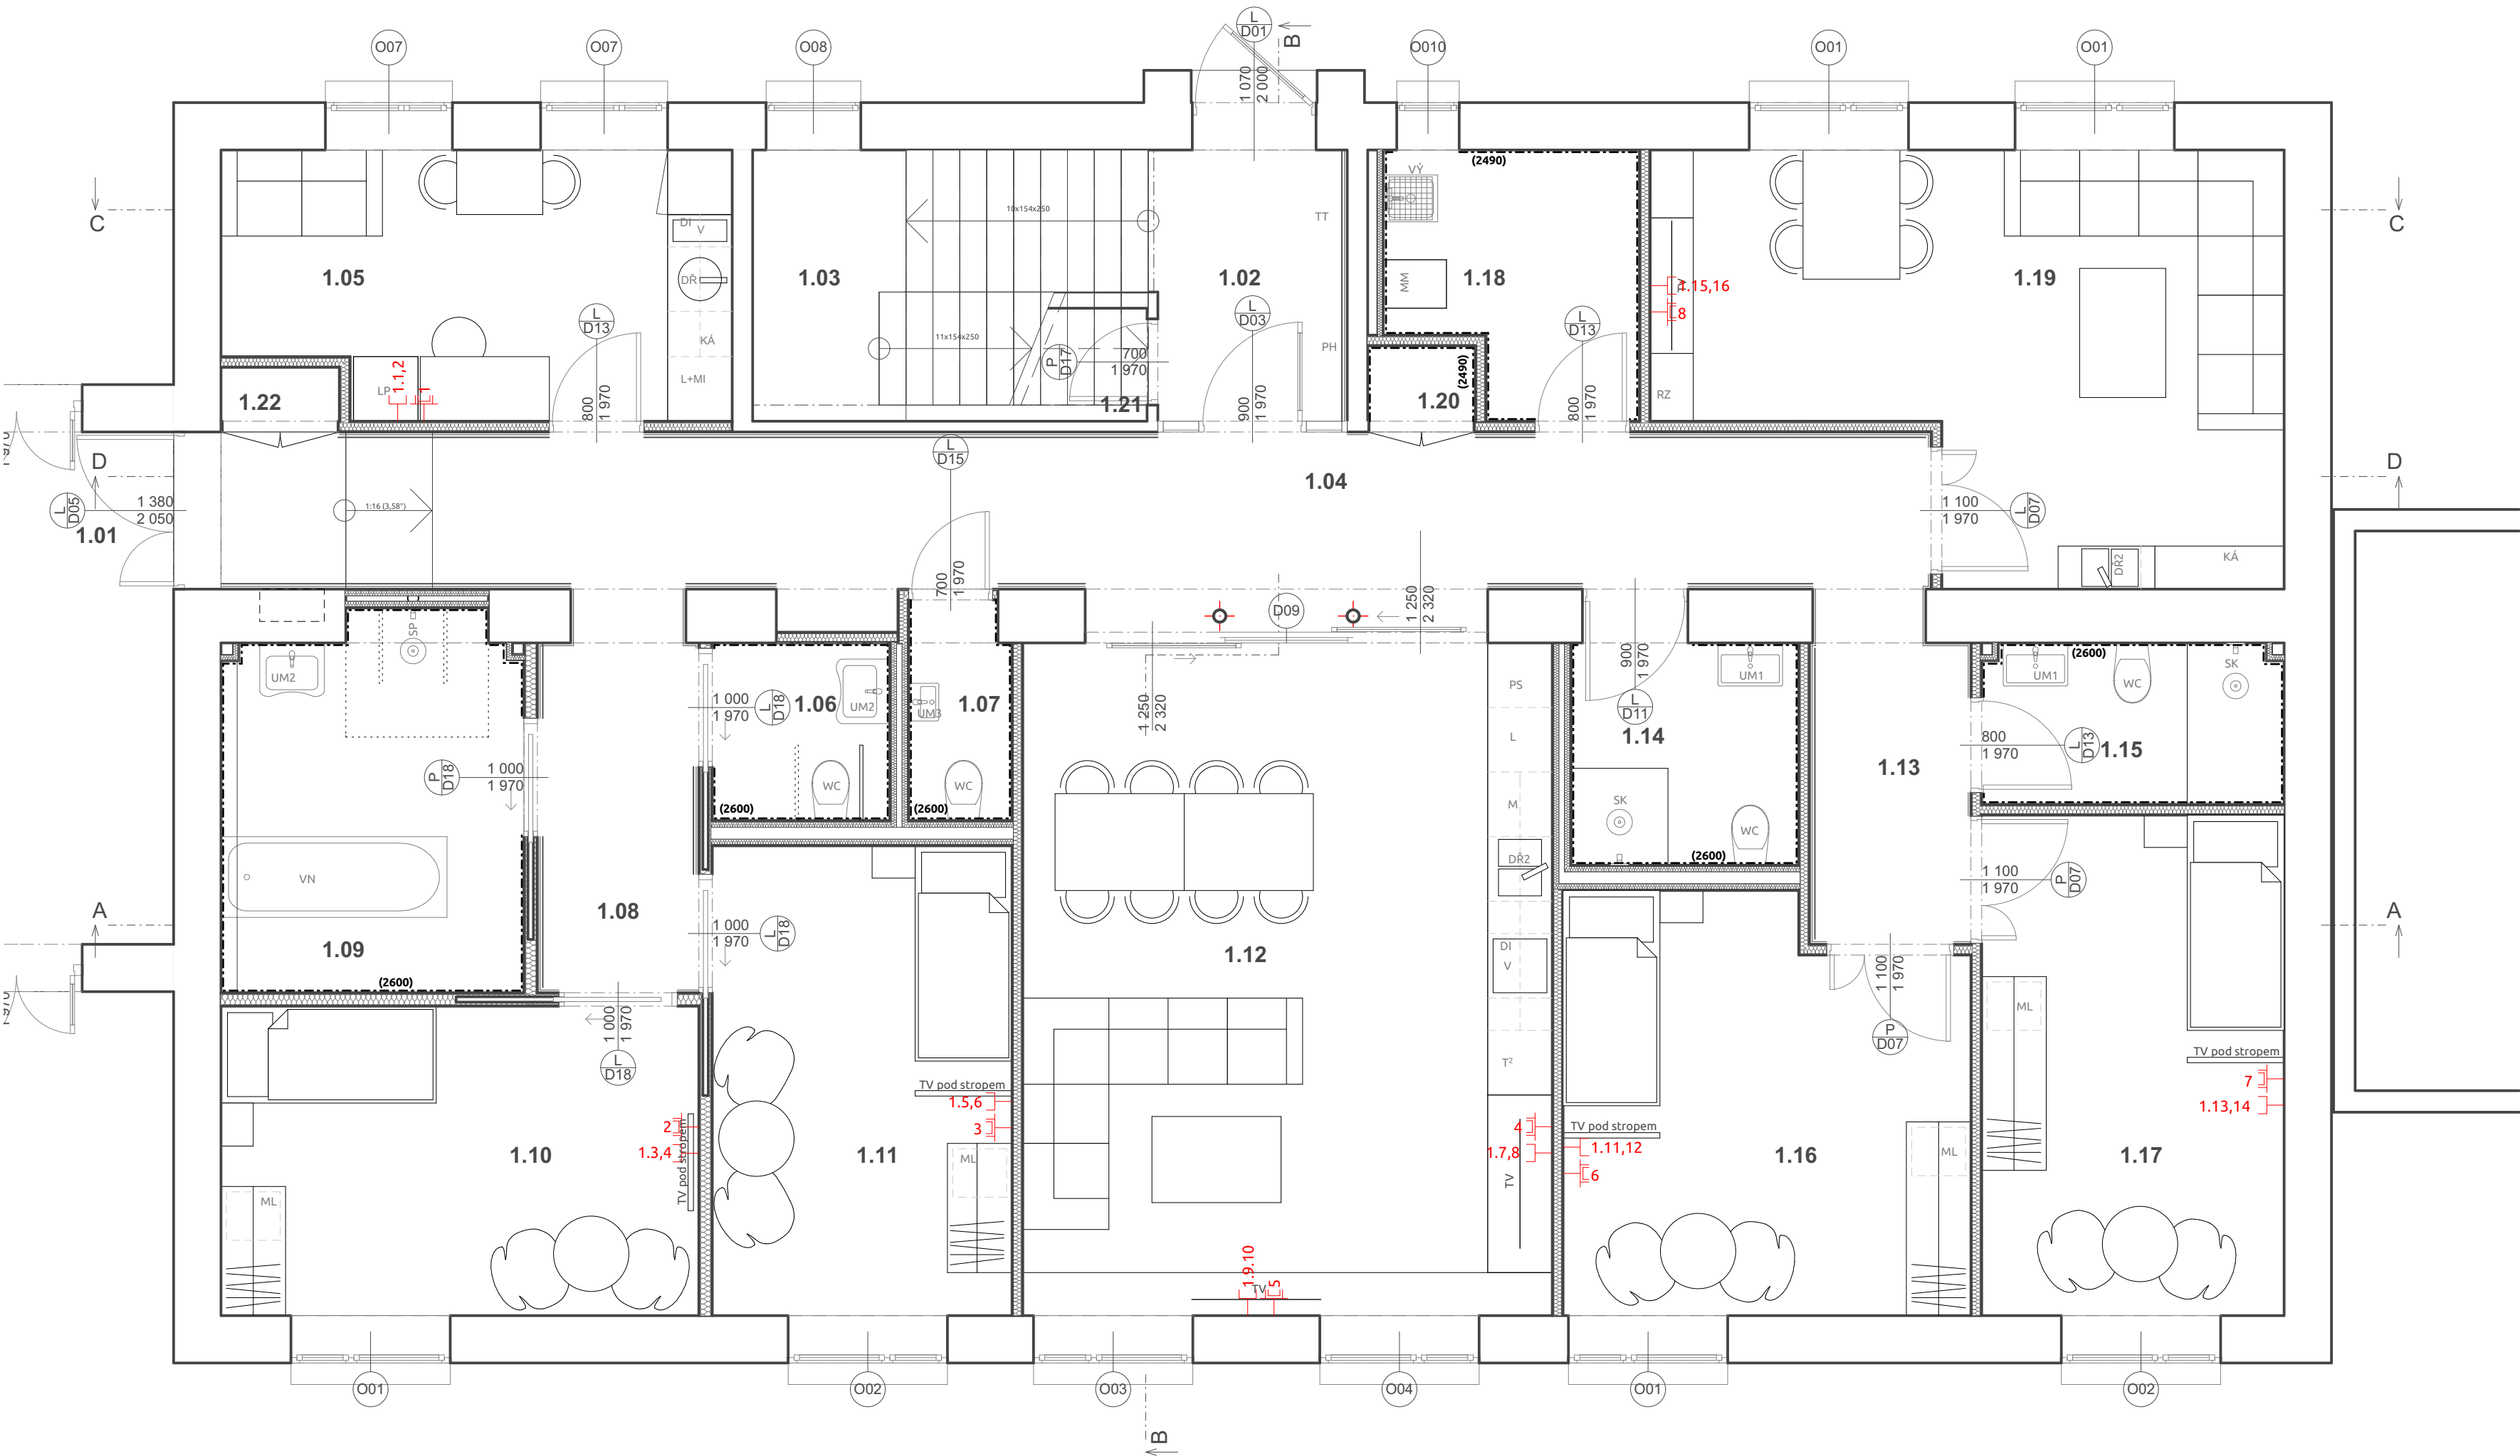 L
D01
B
O07
O07
O08
O010
O01
O01
1 070
2 000
(2490)
VÝ
C
C
10x154x250
TT
DI
V
1.05
1.03
1.02
MM
1.18
1.19
DŘ
TV
1.15,16
8
L
D13
L
D03
L
D13
KÁ
11x154x250
PH
P
D17
700
1 970
(2490)
L+MI
LP
1.1,2
1
RZ
1.22
800
1 970
1.21
900
1 970
1.20
800
1 970
1 970
D
L
D15
D
1.04
1 380
2 050
L
D05
1:16 (3,58°)
1 100
1 970
L
D07
1.01
DŘ2
KÁ
700
1 970
D09
1 250
2 320
SP
UM2
900
1 970
UM1
(2600)
UM1
WC
SK
PS
1 000
1 970
L
D18
1.06
UM2
UM3
1.07
1 250
2 320
L
D11
L
1.14
800
1 970
L
D13
1.15
P
D18
1 000
1 970
1.13
WC
WC
(2600)
(2600)
M
SK
WC
(2600)
DŘ2
VN
1 100
1 970
P
D07
A
1.08
A
1 000
1 970
L
D18
1.09
1.12
DI
V
(2600)
1 100
1 970
1 970
ML
1 000
1 970
P
D07
L
D18
TV pod stropem
T²
TV pod stropem
7
1.5,6
1.13,14
2
3
4
TV pod stropem
1.3,4
1.7,8
1.11,12
6
TV pod stropem
1.10
1.11
ML
TV
1.16
ML
1.17
ML
1.9.10
TV
5
O01
O02
O03
O04
O01
O02
B